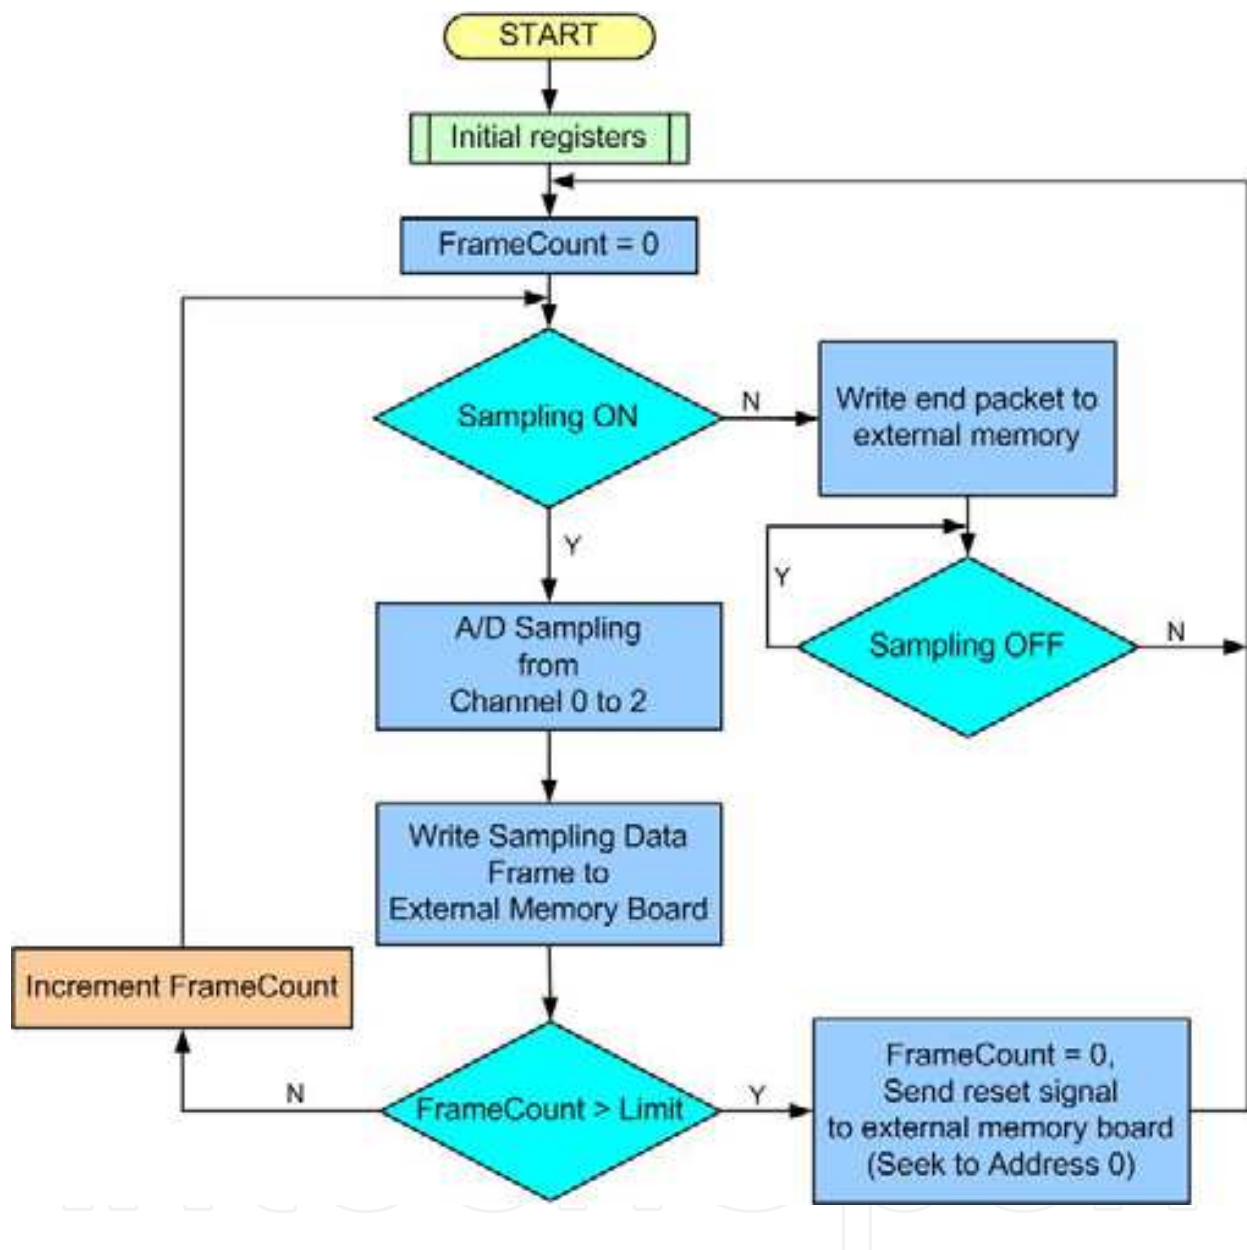 START
Initial registers
FrameCount = 0
Sampling ON
N
Write end packet to
external memory
Y
Y
Sampling OFF
N
A/D Sampling
from
Channel 0 to 2
Write Sampling Data
Frame to
External Memory Board
Increment FrameCount
N
FrameCount > Limit
Y
FrameCount = 0,
Send reset signal
to external memory board
(Seek to Address 0)